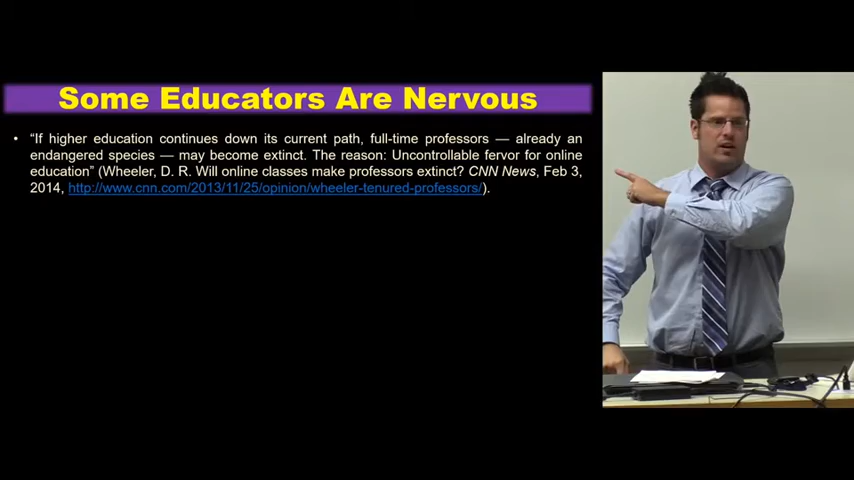 Some Educators Are Nervous
• “If higher education continues down its current path, full-time professors — already an
endangered species — may become extinct. The reason: Uncontrollable fervor for online
education” (Wheeler, D. R. Will online classes make professors extinct? CNN News, Feb 3,
2014, http://www.cnn.com/2013/11/25/opinion/wheeler-tenured-professors/).